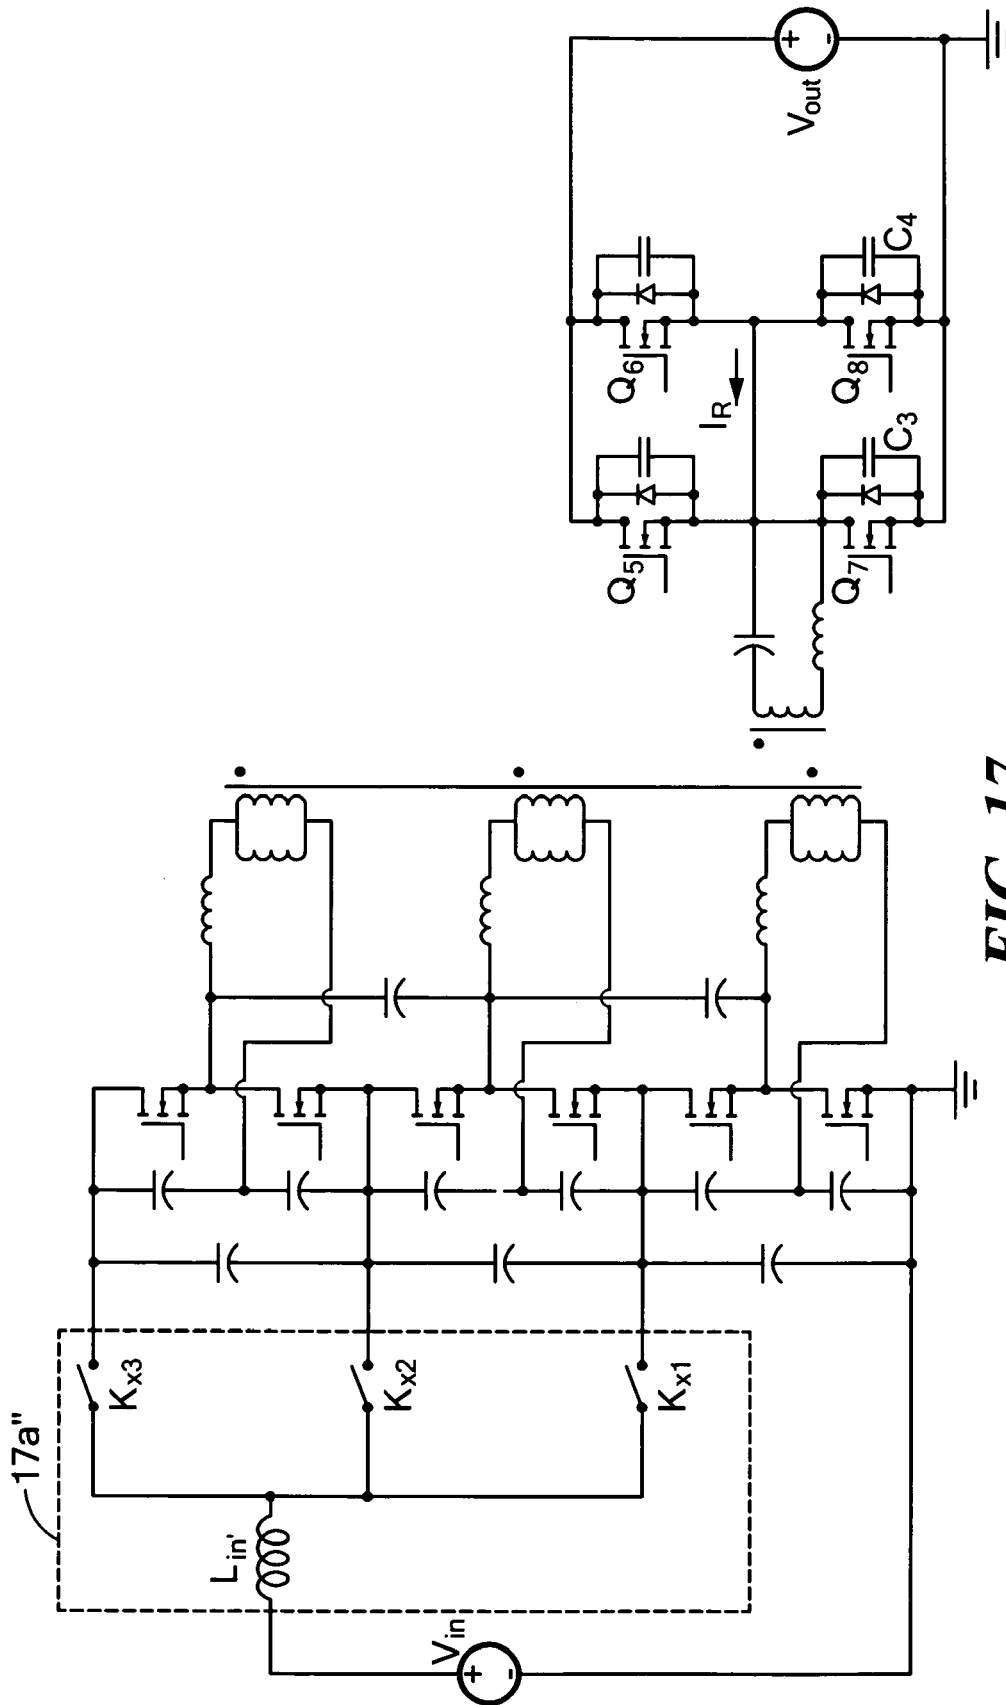 17a"
Vin
+
-
Lin'
Kx3
Kx2
Kx1
Q5
Q6
IR
Q7
C3
Q8
C4
Vout
+
-
FIG. 17